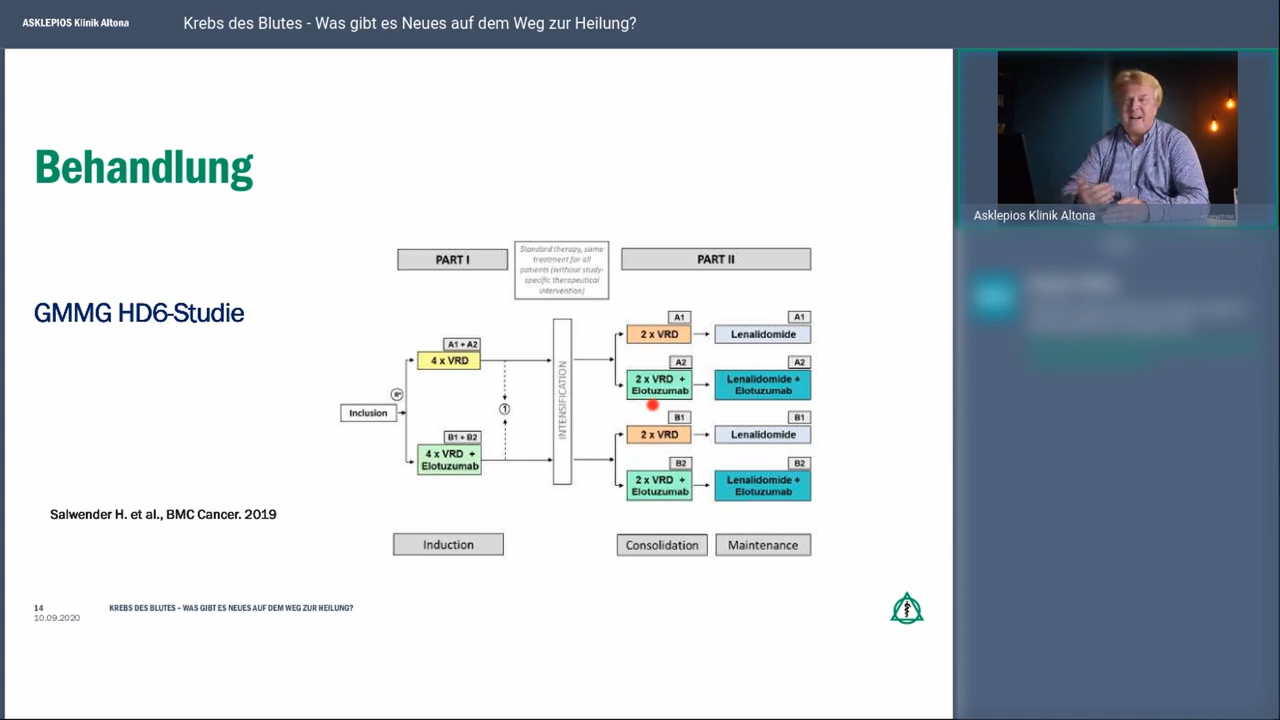 ASKLEPIOS Klinik Altona
Krebs des Blutes - Was gibt es Neues auf dem Weg zur Heilung?
Asklepios Klinik Altona
Behandlung
GMMG HD6-Studie
PART I
Standard therapy, same
treatment for all
patients (without study-
specific therapeutical
intervention)
PART II
Inclusion
A1 + A2
4 x VRD
B1 + B2
4 x VRD +
Elotuzumab
1
INTENSIFICATION
A1
2 x VRD
A1
Lenalidomide
A2
2 x VRD +
Elotuzumab
A2
Lenalidomide +
Elotuzumab
B1
2 x VRD
B1
Lenalidomide
B2
2 x VRD +
Elotuzumab
B2
Lenalidomide +
Elotuzumab
Salwender H. et al., BMC Cancer. 2019
Induction
Consolidation
Maintenance
14
KREBS DES BLUTES – WAS GIBT ES NEUES AUF DEM WEG ZUR HEILUNG?
10.09.2020